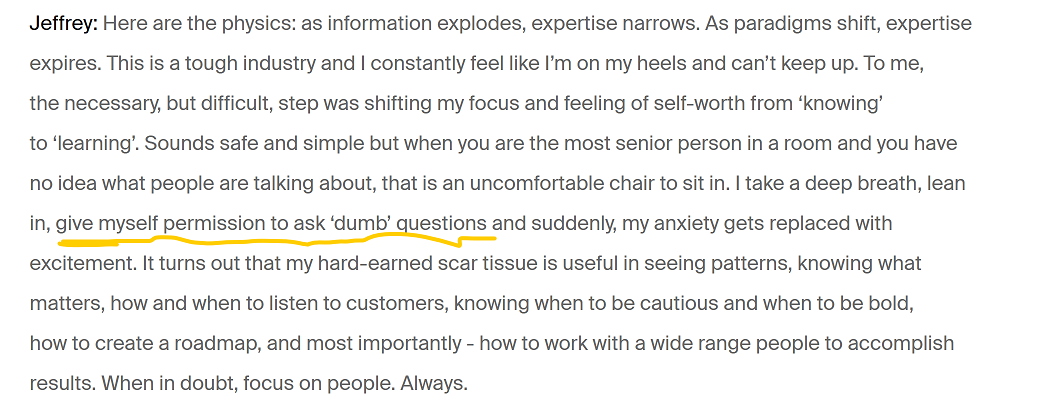 Jeffrey: Here are the physics: as information explodes, expertise narrows. As paradigms shift, expertise
expires. This is a tough industry and I constantly feel like I’m on my heels and can’t keep up. To me,
the necessary, but difficult, step was shifting my focus and feeling of self-worth from ‘knowing’
to ‘learning’. Sounds safe and simple but when you are the most senior person in a room and you have
no idea what people are talking about, that is an uncomfortable chair to sit in. I take a deep breath, lean
in, give myself permission to ask ‘dumb’ questions and suddenly, my anxiety gets replaced with
excitement. It turns out that my hard-earned scar tissue is useful in seeing patterns, knowing what
matters, how and when to listen to customers, knowing when to be cautious and when to be bold,
how to create a roadmap, and most importantly - how to work with a wide range people to accomplish
results. When in doubt, focus on people. Always.